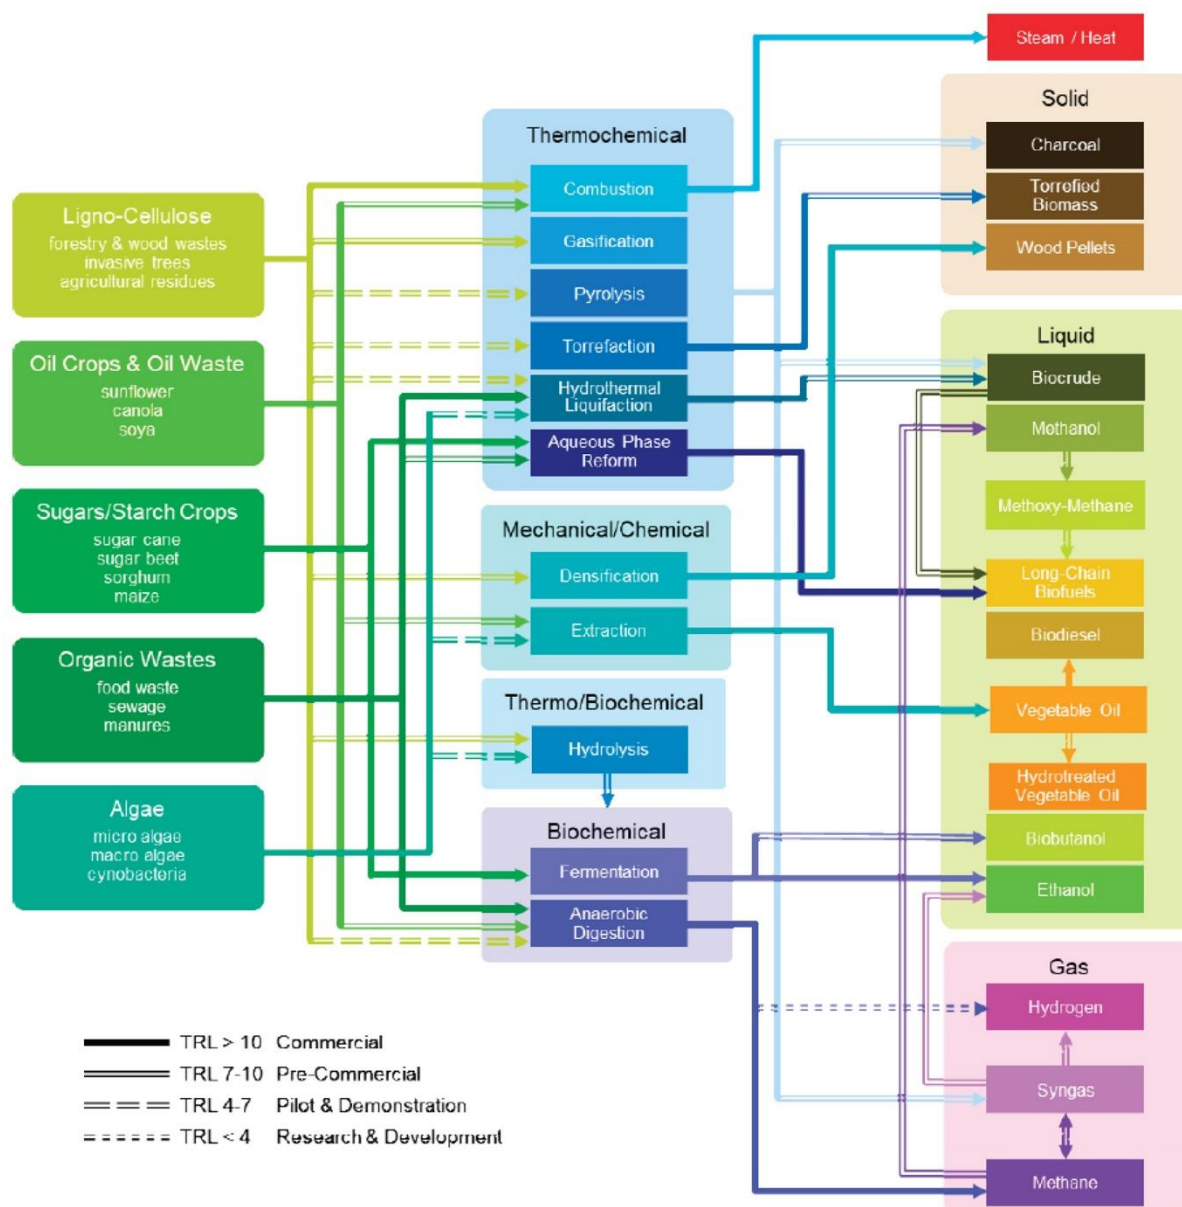 Steam / Heat
Solid
Charcoal
Torrefied
Biomass
Wood Pellets
Thermochemical
Combustion
Gasification
Pyrolysis
Torrefaction
Hydrothermal
Liquifaction
Aqueous Phase
Reform
Ligno-Cellulose
forestry & wood wastes
invasive trees
agricultural residues
Oil Crops & Oil Waste
sunflower
canola
soya
Sugars/Starch Crops
sugar cane
sugar beet
sorghum
maize
Organic Wastes
food waste
sewage
manures
Algae
micro algae
macro algae
cynobacteria
Mechanical/Chemical
Densification
Extraction
Thermo/Biochemical
Hydrolysis
Biochemical
Fermentation
Anaerobic
Digestion
Liquid
Biocrude
Methanol
Methoxy-Methane
Long-Chain
Biofuels
Biodiesel
Vegetable Oil
Hydrotreated
Vegetable Oil
Biobutanol
Ethanol
Gas
Hydrogen
Syngas
Methane
TRL > 10 Commercial
TRL 7-10 Pre-Commercial
TRL 4-7 Pilot & Demonstration
TRL < 4 Research & Development